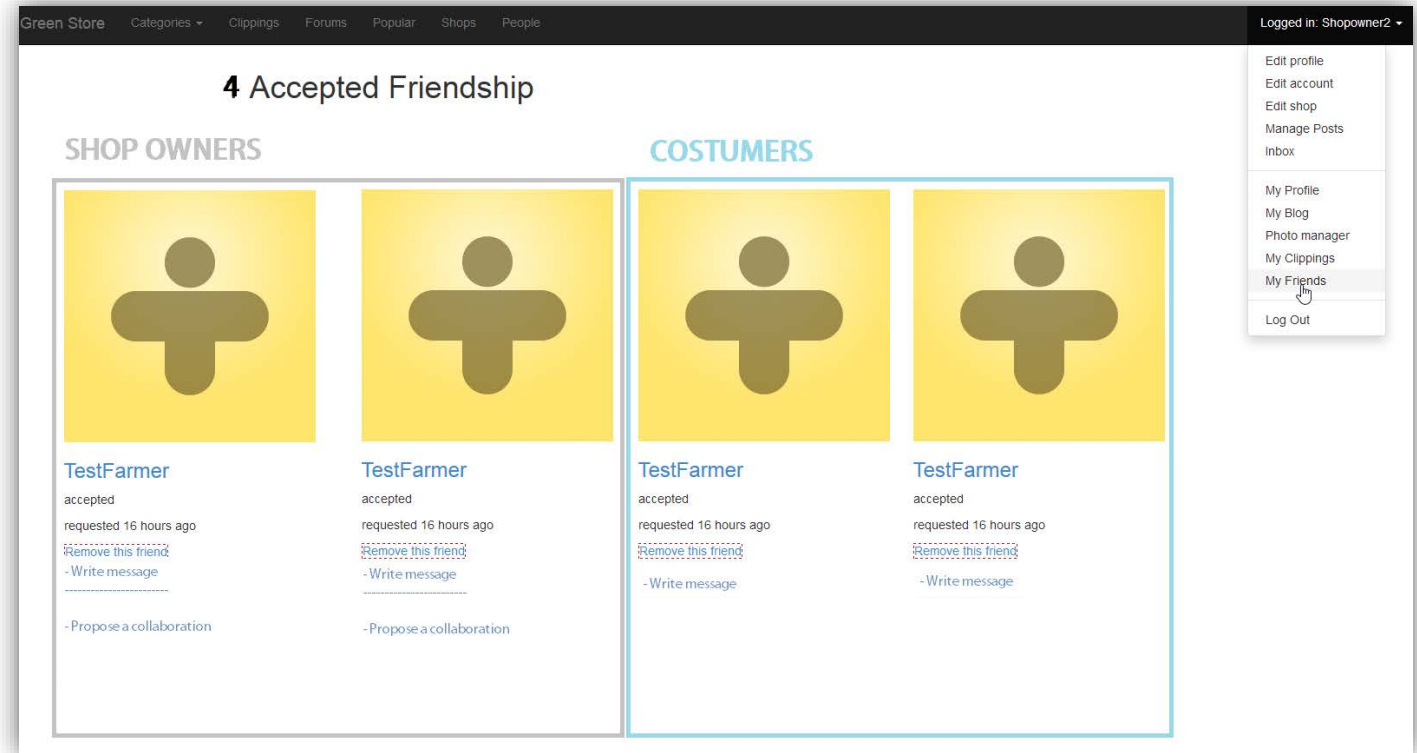 Green Store Categories Clippings Forums Popular Shops People Logged in: Shopowner2
Edit profile
Edit account
Edit shop
Manage Posts
Inbox
My Profile
My Blog
Photo manager
My Clippings
My Friends
Log Out
4 Accepted Friendship
SHOP OWNERS
COSTUMERS
TestFarmer
accepted
requested 16 hours ago
Remove this friend
- Write message
------------------------
- Propose a collaboration
TestFarmer
accepted
requested 16 hours ago
Remove this friend
- Write message
------------------------
- Propose a collaboration
TestFarmer
accepted
requested 16 hours ago
Remove this friend
- Write message
TestFarmer
accepted
requested 16 hours ago
Remove this friend
- Write message